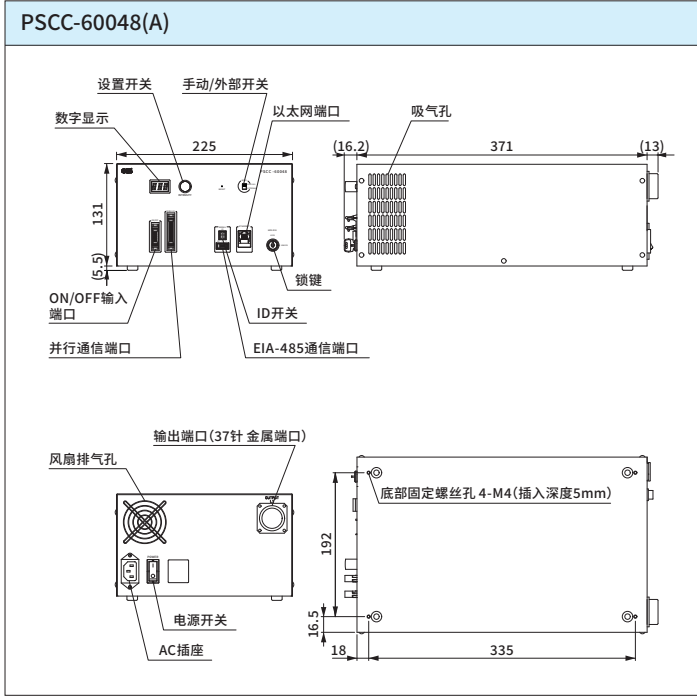 PSCC-60048(A)
设置开关
手动/外部开关
数字显示
以太网端口
吸气孔
225
(16.2)
371
(13)
CCS
PSCC-60048
131
(5.5)
ON/OFF输入
端口
并行通信端口
锁键
ID开关
EIA-485通信端口
输出端口(37针 金属端口)
风扇排气孔
OUTPUT
POWER
电源开关
AC插座
底部固定螺丝孔 4-M4(插入深度5mm)
192
16.5
18
335